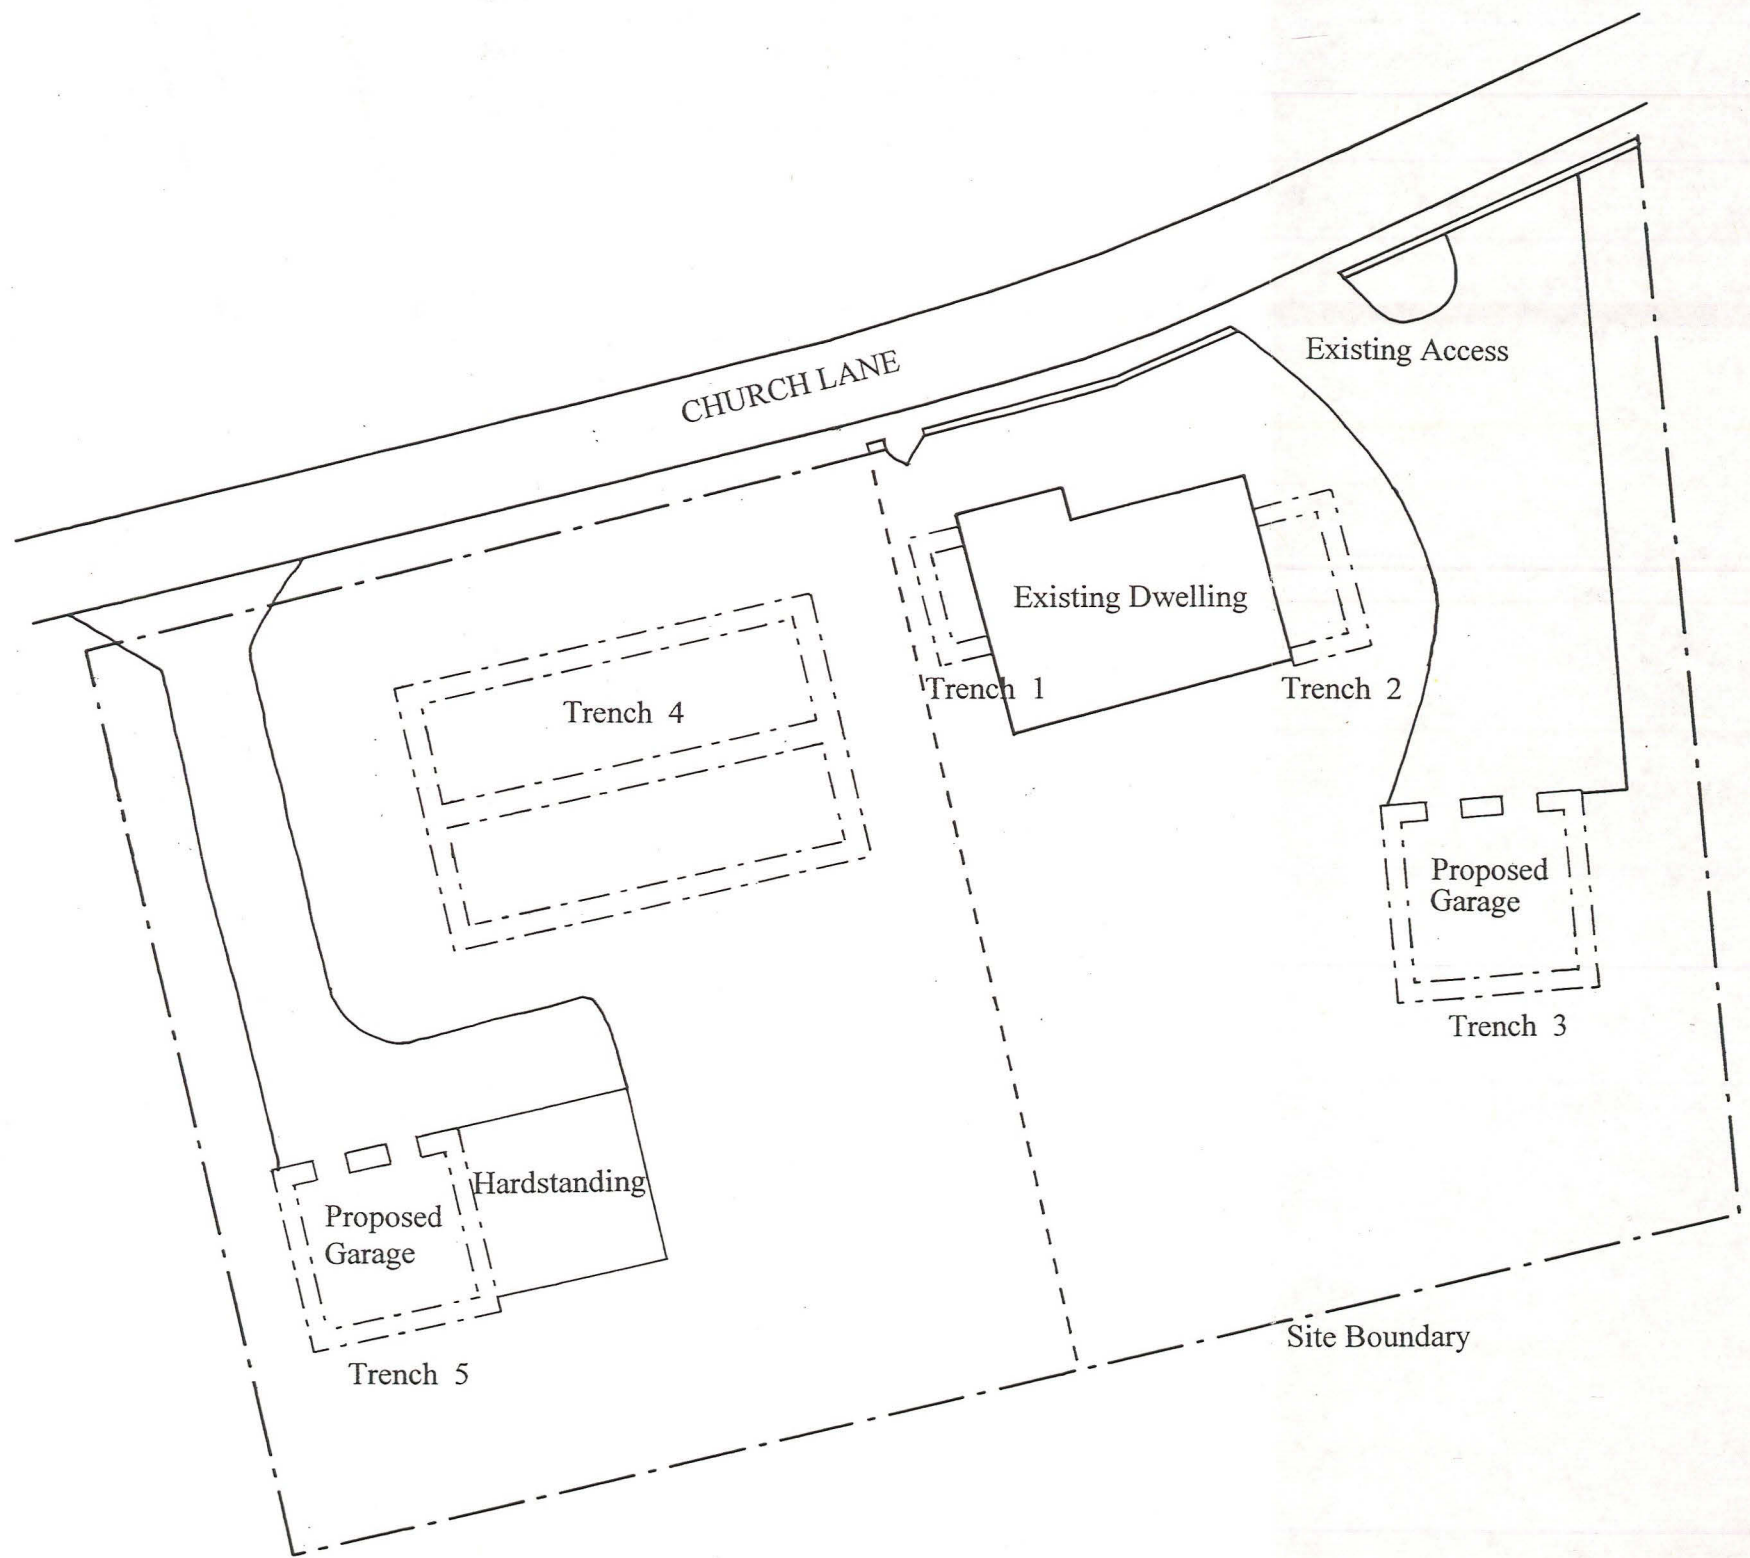 CHURCH LANE
Existing Access
Existing Dwelling
Trench 1
Trench 2
Trench 4
Proposed
Garage
Trench 3
Hardstanding
Proposed
Garage
Trench 5
Site Boundary